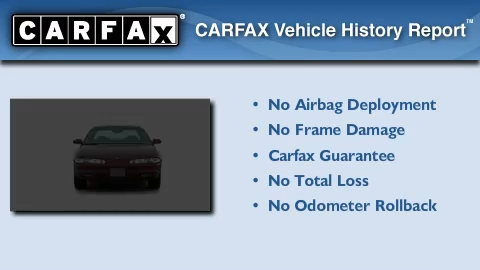 CARFAX® CARFAX Vehicle History Report™
• No Airbag Deployment
• No Frame Damage
• Carfax Guarantee
• No Total Loss
• No Odometer Rollback